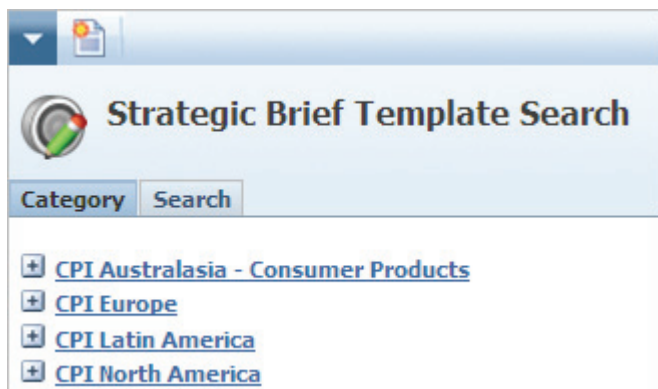 Strategic Brief Template Search
Category Search
CPI Australasia - Consumer Products
CPI Europe
CPI Latin America
CPI North America